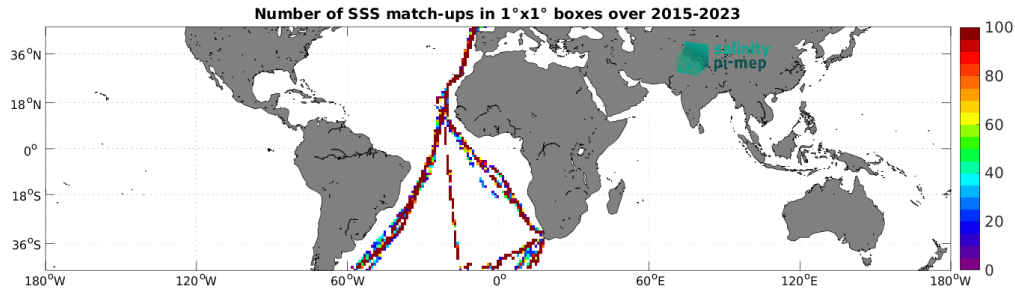 Number of SSS match-ups in 1°x1° boxes over 2015-2023
salinity
pi-mep
36°N
18°N
0°
18°S
36°S
180°W 120°W 60°W 0° 60°E 120°E 180°W
100
80
60
40
20
0